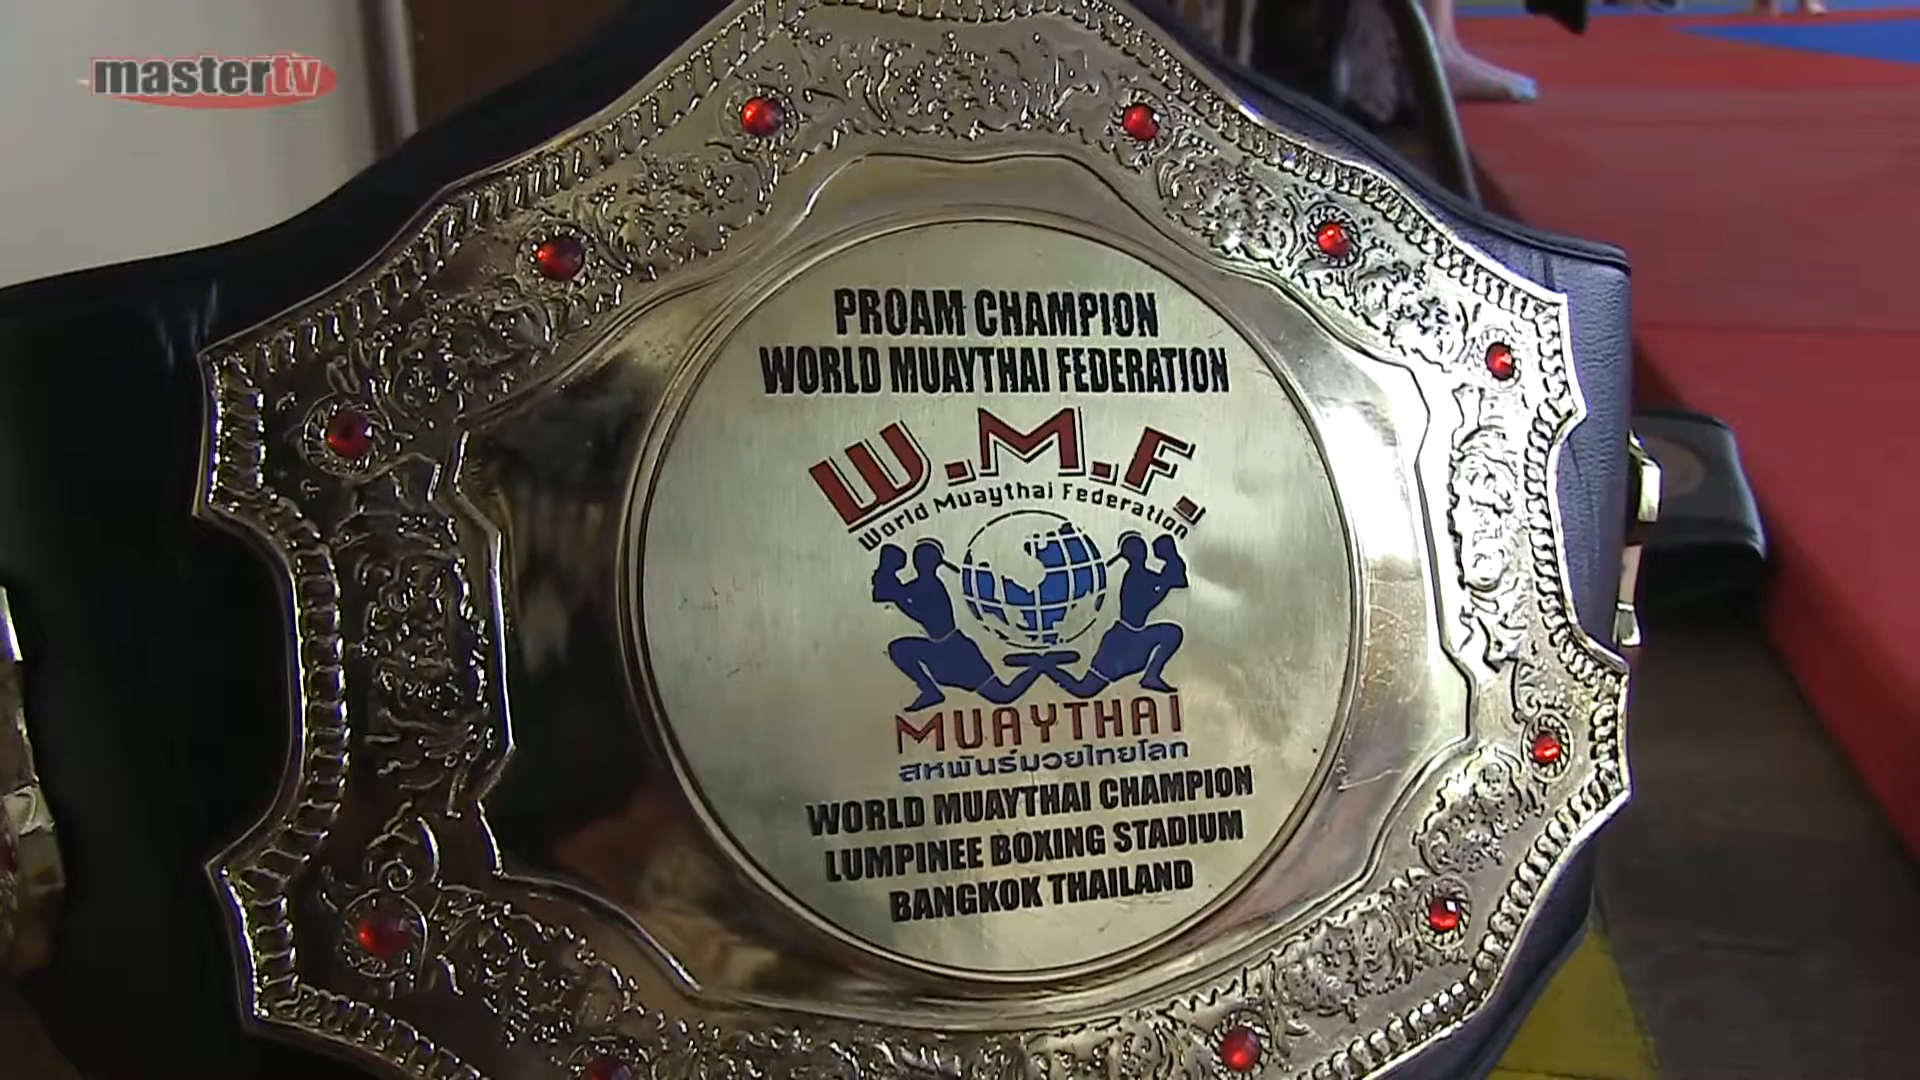 mastertv
PROAM CHAMPION
WORLD MUAYTHAI FEDERATION
W.M.F.
World Muaythai Federation
MUAYTHAI
สหพันธ์มวยไทยโลก
WORLD MUAYTHAI CHAMPION
LUMPINEE BOXING STADIUM
BANGKOK THAILAND